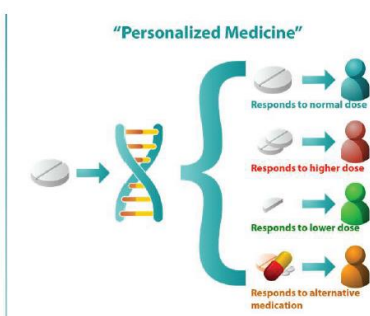 “Personalized Medicine”
Responds to normal dose
Responds to higher dose
Responds to lower dose
Responds to alternative
medication